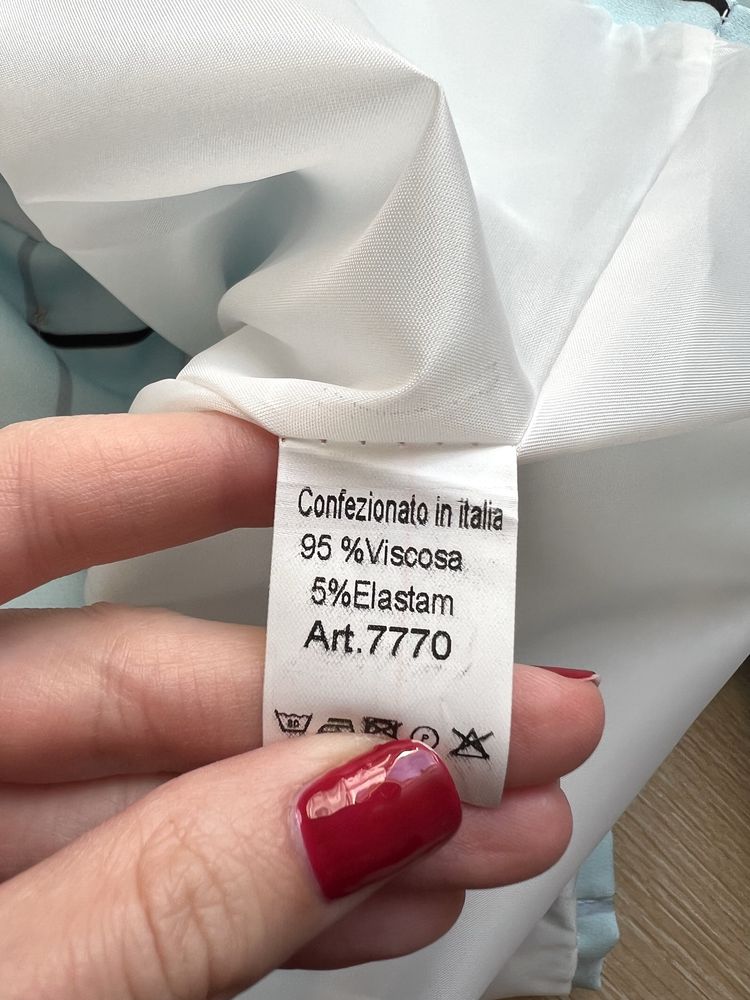 Confezionato in italia
95 %Viscosa
5%Elastam
Art.7770
P